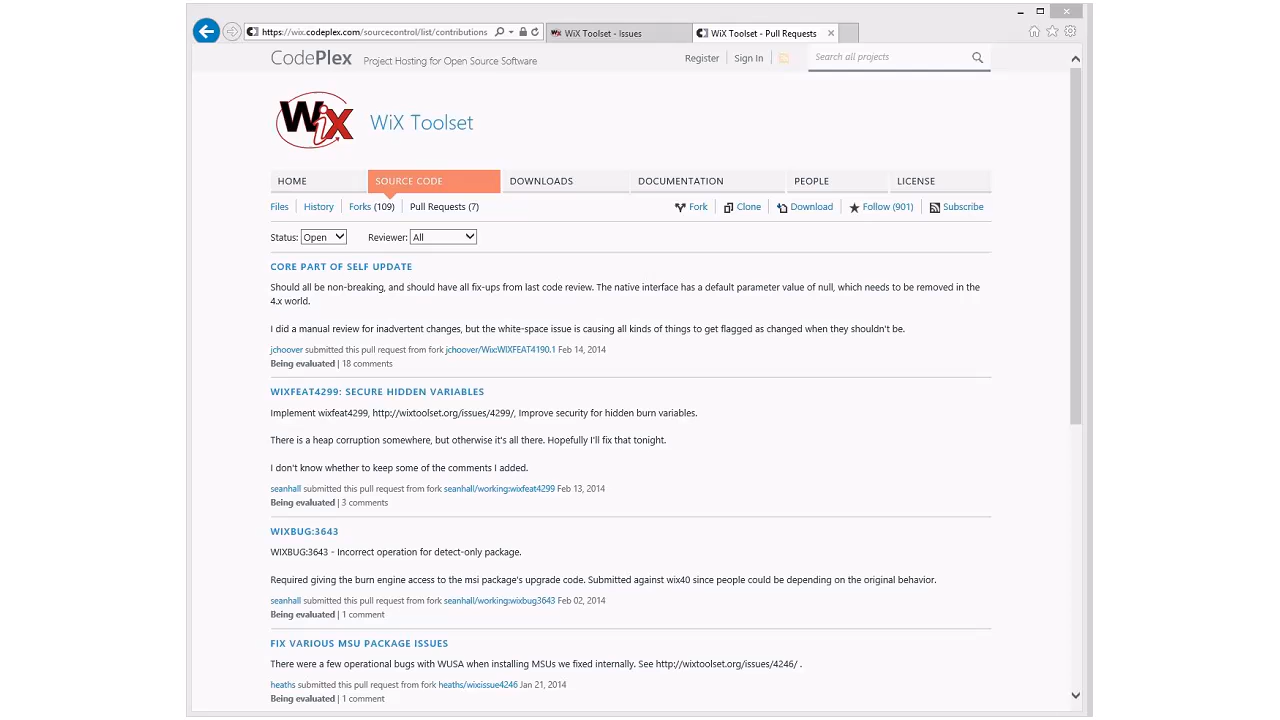 https://wix.codeplex.com/sourcecontrol/list/contributions
WiX Toolset - Issues
WiX Toolset - Pull Requests
CodePlex Project Hosting for Open Source Software
Register Sign In Search all projects
WiX
WiX Toolset
HOME SOURCE CODE DOWNLOADS DOCUMENTATION PEOPLE LICENSE
Files History Forks (109) Pull Requests (7) Fork Clone Download Follow (901) Subscribe
Status: Open Reviewer: All
CORE PART OF SELF UPDATE
Should all be non-breaking, and should have all fix-ups from last code review. The native interface has a default parameter value of null, which needs to be removed in the
4.x world.
I did a manual review for inadvertent changes, but the white-space issue is causing all kinds of things to get flagged as changed when they shouldn't be.
jchoover submitted this pull request from fork jchoover/Wix:WIXFEAT4190.1 Feb 14, 2014
Being evaluated | 18 comments
WIXFEAT4299: SECURE HIDDEN VARIABLES
Implement wixfeat4299, http://wixtoolset.org/issues/4299/, Improve security for hidden burn variables.
There is a heap corruption somewhere, but otherwise it's all there. Hopefully I'll fix that tonight.
I don't know whether to keep some of the comments I added.
seanhall submitted this pull request from fork seanhall/working:wixfeat4299 Feb 13, 2014
Being evaluated | 3 comments
WIXBUG:3643
WIXBUG:3643 - Incorrect operation for detect-only package.
Required giving the burn engine access to the msi package's upgrade code. Submitted against wix40 since people could be depending on the original behavior.
seanhall submitted this pull request from fork seanhall/working:wixbug3643 Feb 02, 2014
Being evaluated | 1 comment
FIX VARIOUS MSU PACKAGE ISSUES
There were a few operational bugs with WUSA when installing MSUs we fixed internally. See http://wixtoolset.org/issues/4246/ .
heaths submitted this pull request from fork heaths/wix:issue4246 Jan 21, 2014
Being evaluated | 1 comment